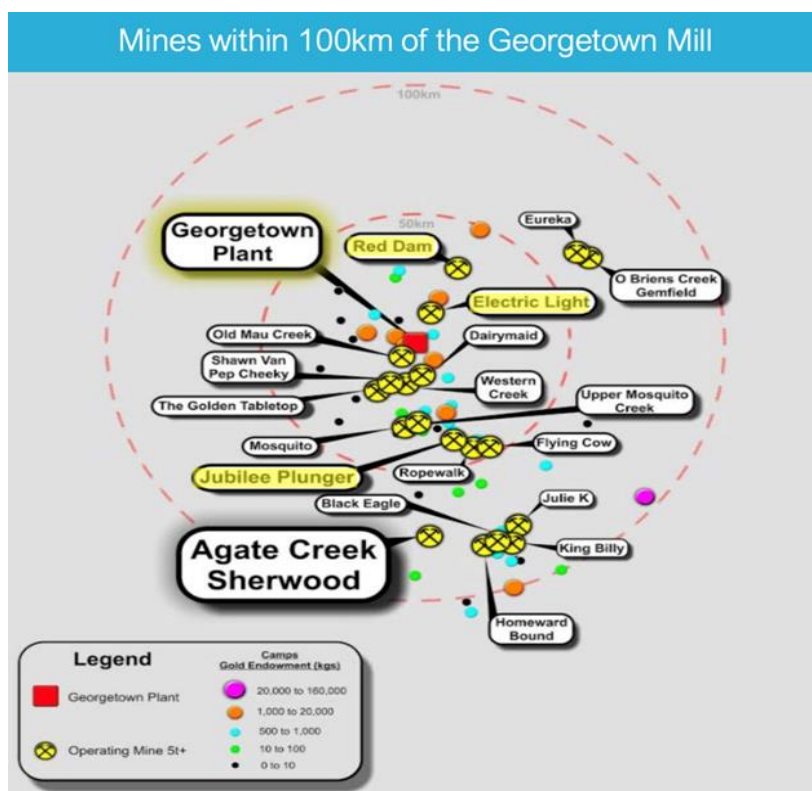 Mines within 100km of the Georgetown Mill
100km
50km
Georgetown
Plant
Red Dam
Eureka
O Briens Creek
Gemfield
Electric Light
Old Mau Creek
Dairymaid
Shawn Van
Pep Cheeky
Western
Creek
Upper Mosquito
Creek
The Golden Tabletop
Mosquito
Flying Cow
Ropewalk
Jubilee Plunger
Black Eagle
Julie K
Agate Creek
Sherwood
King Billy
Homeward
Bound
Legend
Georgetown Plant
Operating Mine 5t+
Camps
Gold Endowment (kgs)
20,000 to 160,000
1,000 to 20,000
500 to 1,000
10 to 100
0 to 10